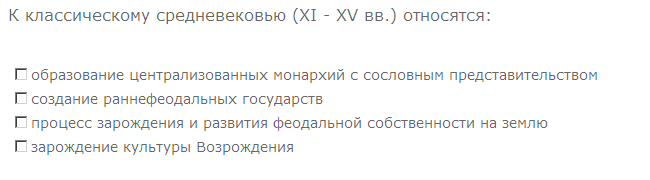 К классическому средневековью (XI - XV вв.) относятся:
образование централизованных монархий с сословным представительством
создание раннефеодальных государств
процесс зарождения и развития феодальной собственности на землю
зарождение культуры Возрождения